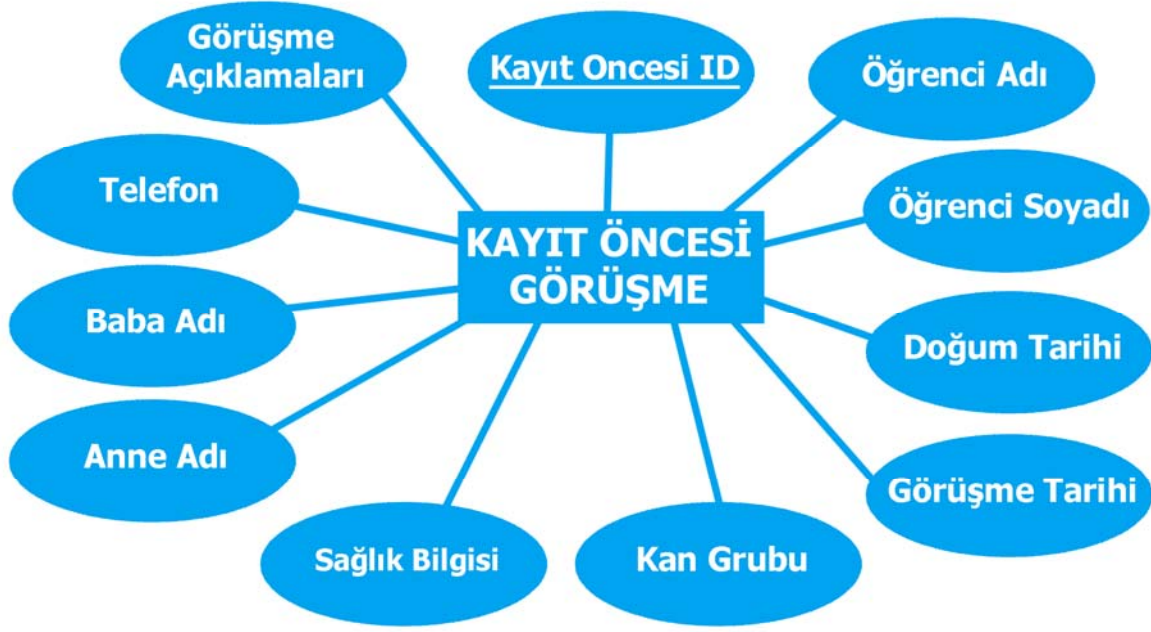 Görüşme
Açıklamaları
Kayıt Oncesi ID
Öğrenci Adı
Telefon
Öğrenci Soyadı
KAYIT ÖNCESİ
GÖRÜŞME
Baba Adı
Doğum Tarihi
Anne Adı
Görüşme Tarihi
Sağlık Bilgisi
Kan Grubu